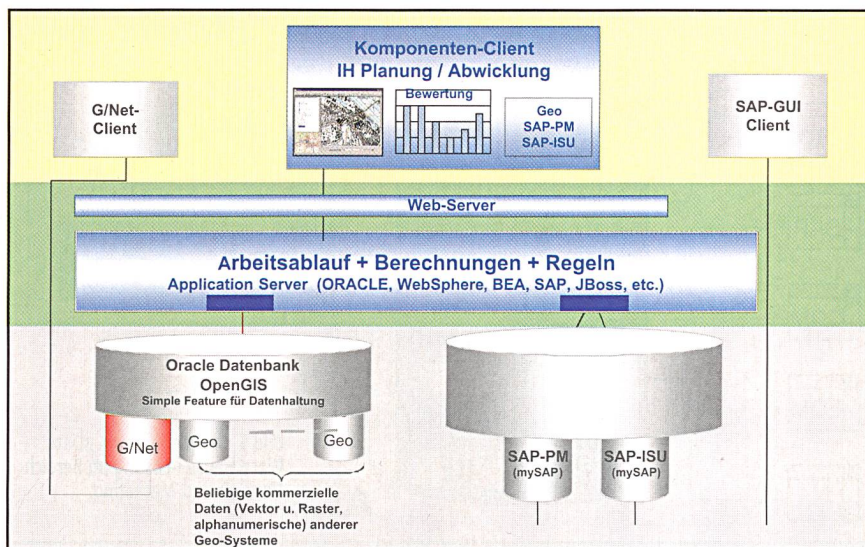 Komponenten-Client
IH Planung / Abwicklung
Bewertung
Geo
SAP-PM
SAP-ISU
G/Net-
Client
SAP-GUI
Client
Web-Server
Arbeitsablauf + Berechnungen + Regeln
Application Server (ORACLE, WebSphere, BEA, SAP, JBoss, etc.)
Oracle Datenbank
OpenGIS
Simple Feature für Datenhaltung
G/Net
Geo
Geo
SAP-PM
(mySAP)
SAP-ISU
(mySAP)
Beliebige kommerzielle
Daten (Vektor u. Raster,
alphanumerische) anderer
Geo-Systeme